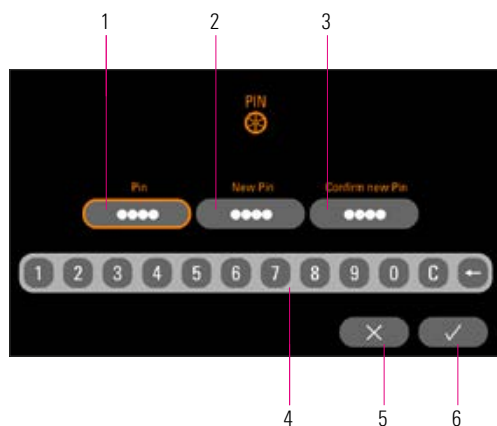 1 2 3
PIN
Pin New Pin Confirm new Pin
1 2 3 4 5 6 7 8 9 0 C ←
4 5 6